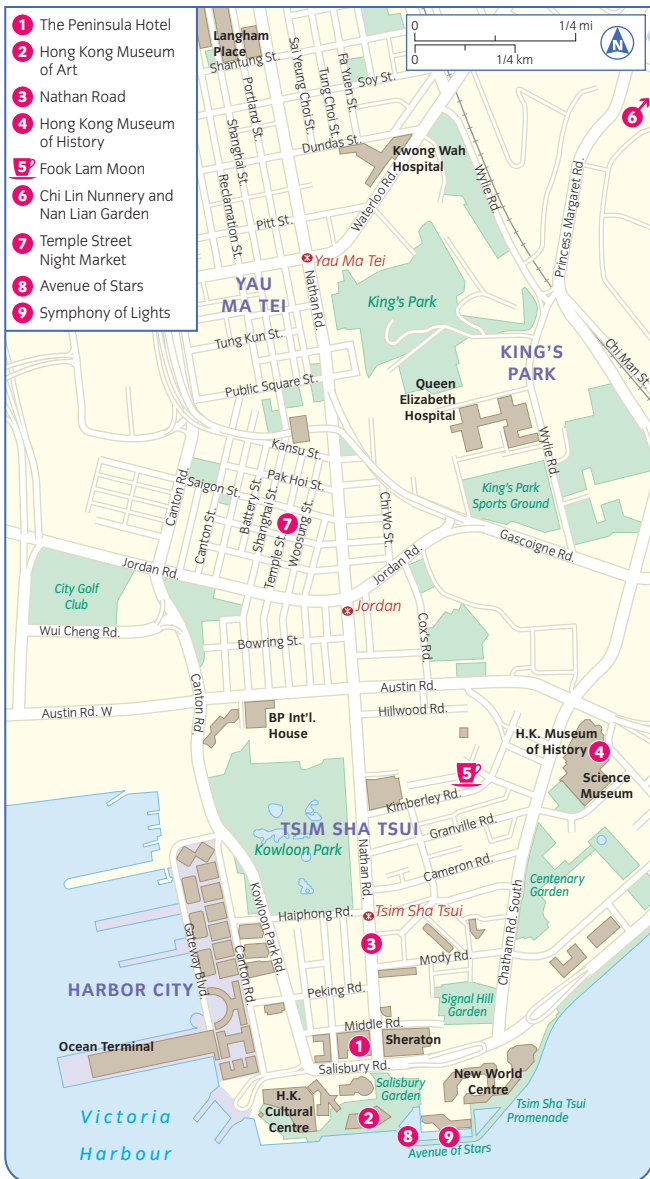 1 The Peninsula Hotel
2 Hong Kong Museum
of Art
3 Nathan Road
4 Hong Kong Museum
of History
5 Fook Lam Moon
6 Chi Lin Nunnery and
Nan Lian Garden
7 Temple Street
Night Market
8 Avenue of Stars
9 Symphony of Lights
0 1/4 mi
0 1/4 km
N
Langham
Place
Shantung St.
Sai Yeung Choi St.
Fa Yuen St.
Tung Choi St.
Soy St.
Portland St.
Shanghai St.
Reclamation St.
Dundas St.
Kwong Wah
Hospital
Waterloo Rd.
Wylie Rd.
6
Princess Margaret Rd.
Pitt St.
Yau Ma Tei
Nathan Rd.
YAU
MA TEI
King's Park
KING'S
PARK
Chi Man St.
Tung Kun St.
Public Square St.
Queen
Elizabeth
Hospital
Wylie Rd.
Kansu St.
Pak Hoi St.
Saigon St.
Canton Rd.
Canton St.
Battery St.
Shanghai St.
Temple St.
Woosung St.
7
Chi Wo St.
King's Park
Sports Ground
Gascoigne Rd.
Jordan Rd.
Jordan Rd.
City Golf
Club
Jordan
Wui Cheng Rd.
Bowring St.
Cox's Rd.
Austin Rd.
Austin Rd. W
Canton Rd.
Hillwood Rd.
BP Int'l.
House
H.K. Museum
of History
4
Science
Museum
5
Kimberley Rd.
TSIM SHA TSUI
Kowloon Park
Nathan Rd.
Granville Rd.
Cameron Rd.
Centenary
Garden
Chatham Rd. South
Kowloon Park Rd.
Haiphong Rd.
Tsim Sha Tsui
3
Gateway Blvd.
Canton Rd.
Mody Rd.
HARBOR CITY
Peking Rd.
Signal Hill
Garden
Middle Rd.
Ocean Terminal
1
Sheraton
Salisbury Rd.
New World
Centre
Salisbury
Garden
H.K.
Cultural
Centre
2
Tsim Sha Tsui
Promenade
8
9
Avenue of Stars
Victoria
Harbour